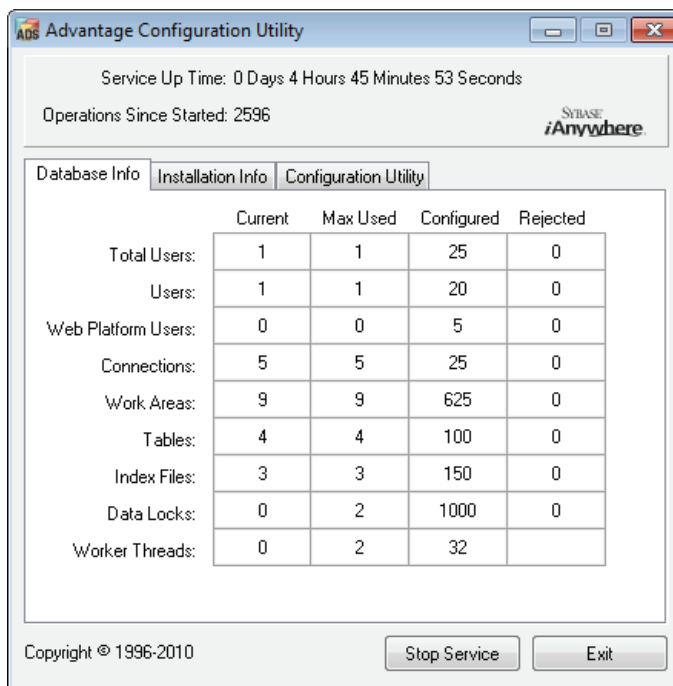 ADS Advantage Configuration Utility
Service Up Time: 0 Days 4 Hours 45 Minutes 53 Seconds
Operations Since Started: 2596
SYBASE
iAnywhere.
Database Info Installation Info Configuration Utility
Current Max Used Configured Rejected
Total Users: 1 1 25 0
Users: 1 1 20 0
Web Platform Users: 0 0 5 0
Connections: 5 5 25 0
Work Areas: 9 9 625 0
Tables: 4 4 100 0
Index Files: 3 3 150 0
Data Locks: 0 2 1000 0
Worker Threads: 0 2 32
Copyright © 1996-2010 Stop Service Exit